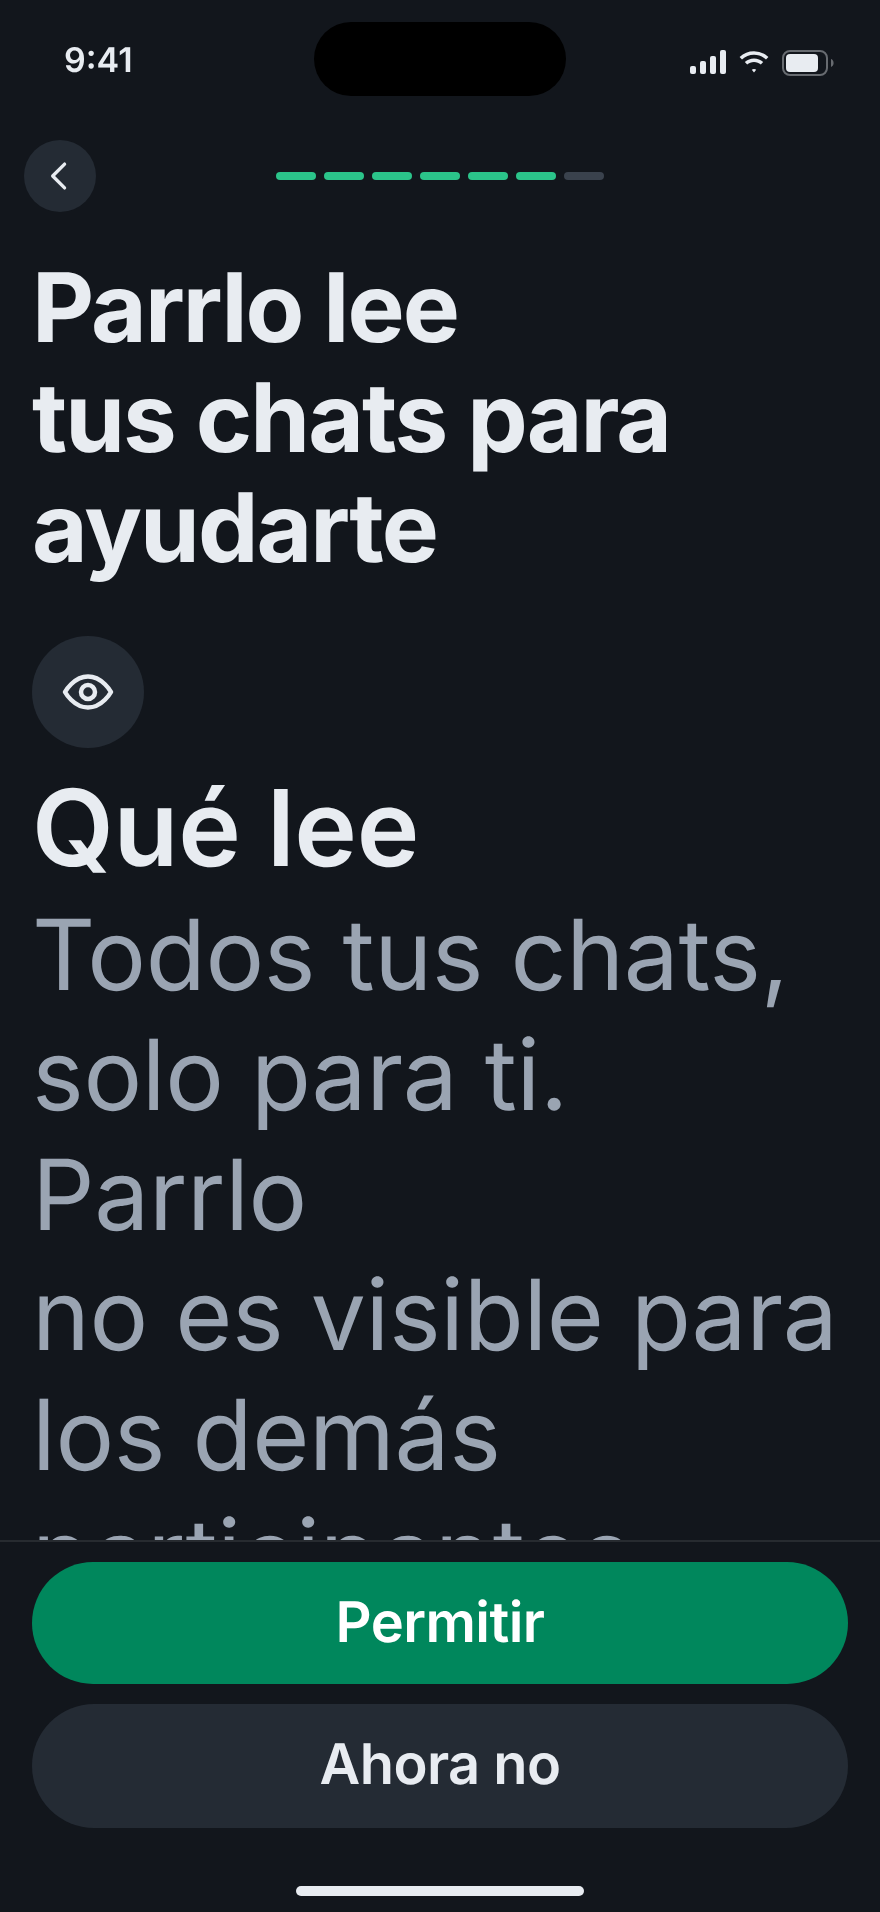 9:41
Parrlo lee
tus chats para
ayudarte
Qué lee
Todos tus chats,
solo para ti.
Parrlo
no es visible para
los demás
Permitir
Ahora no